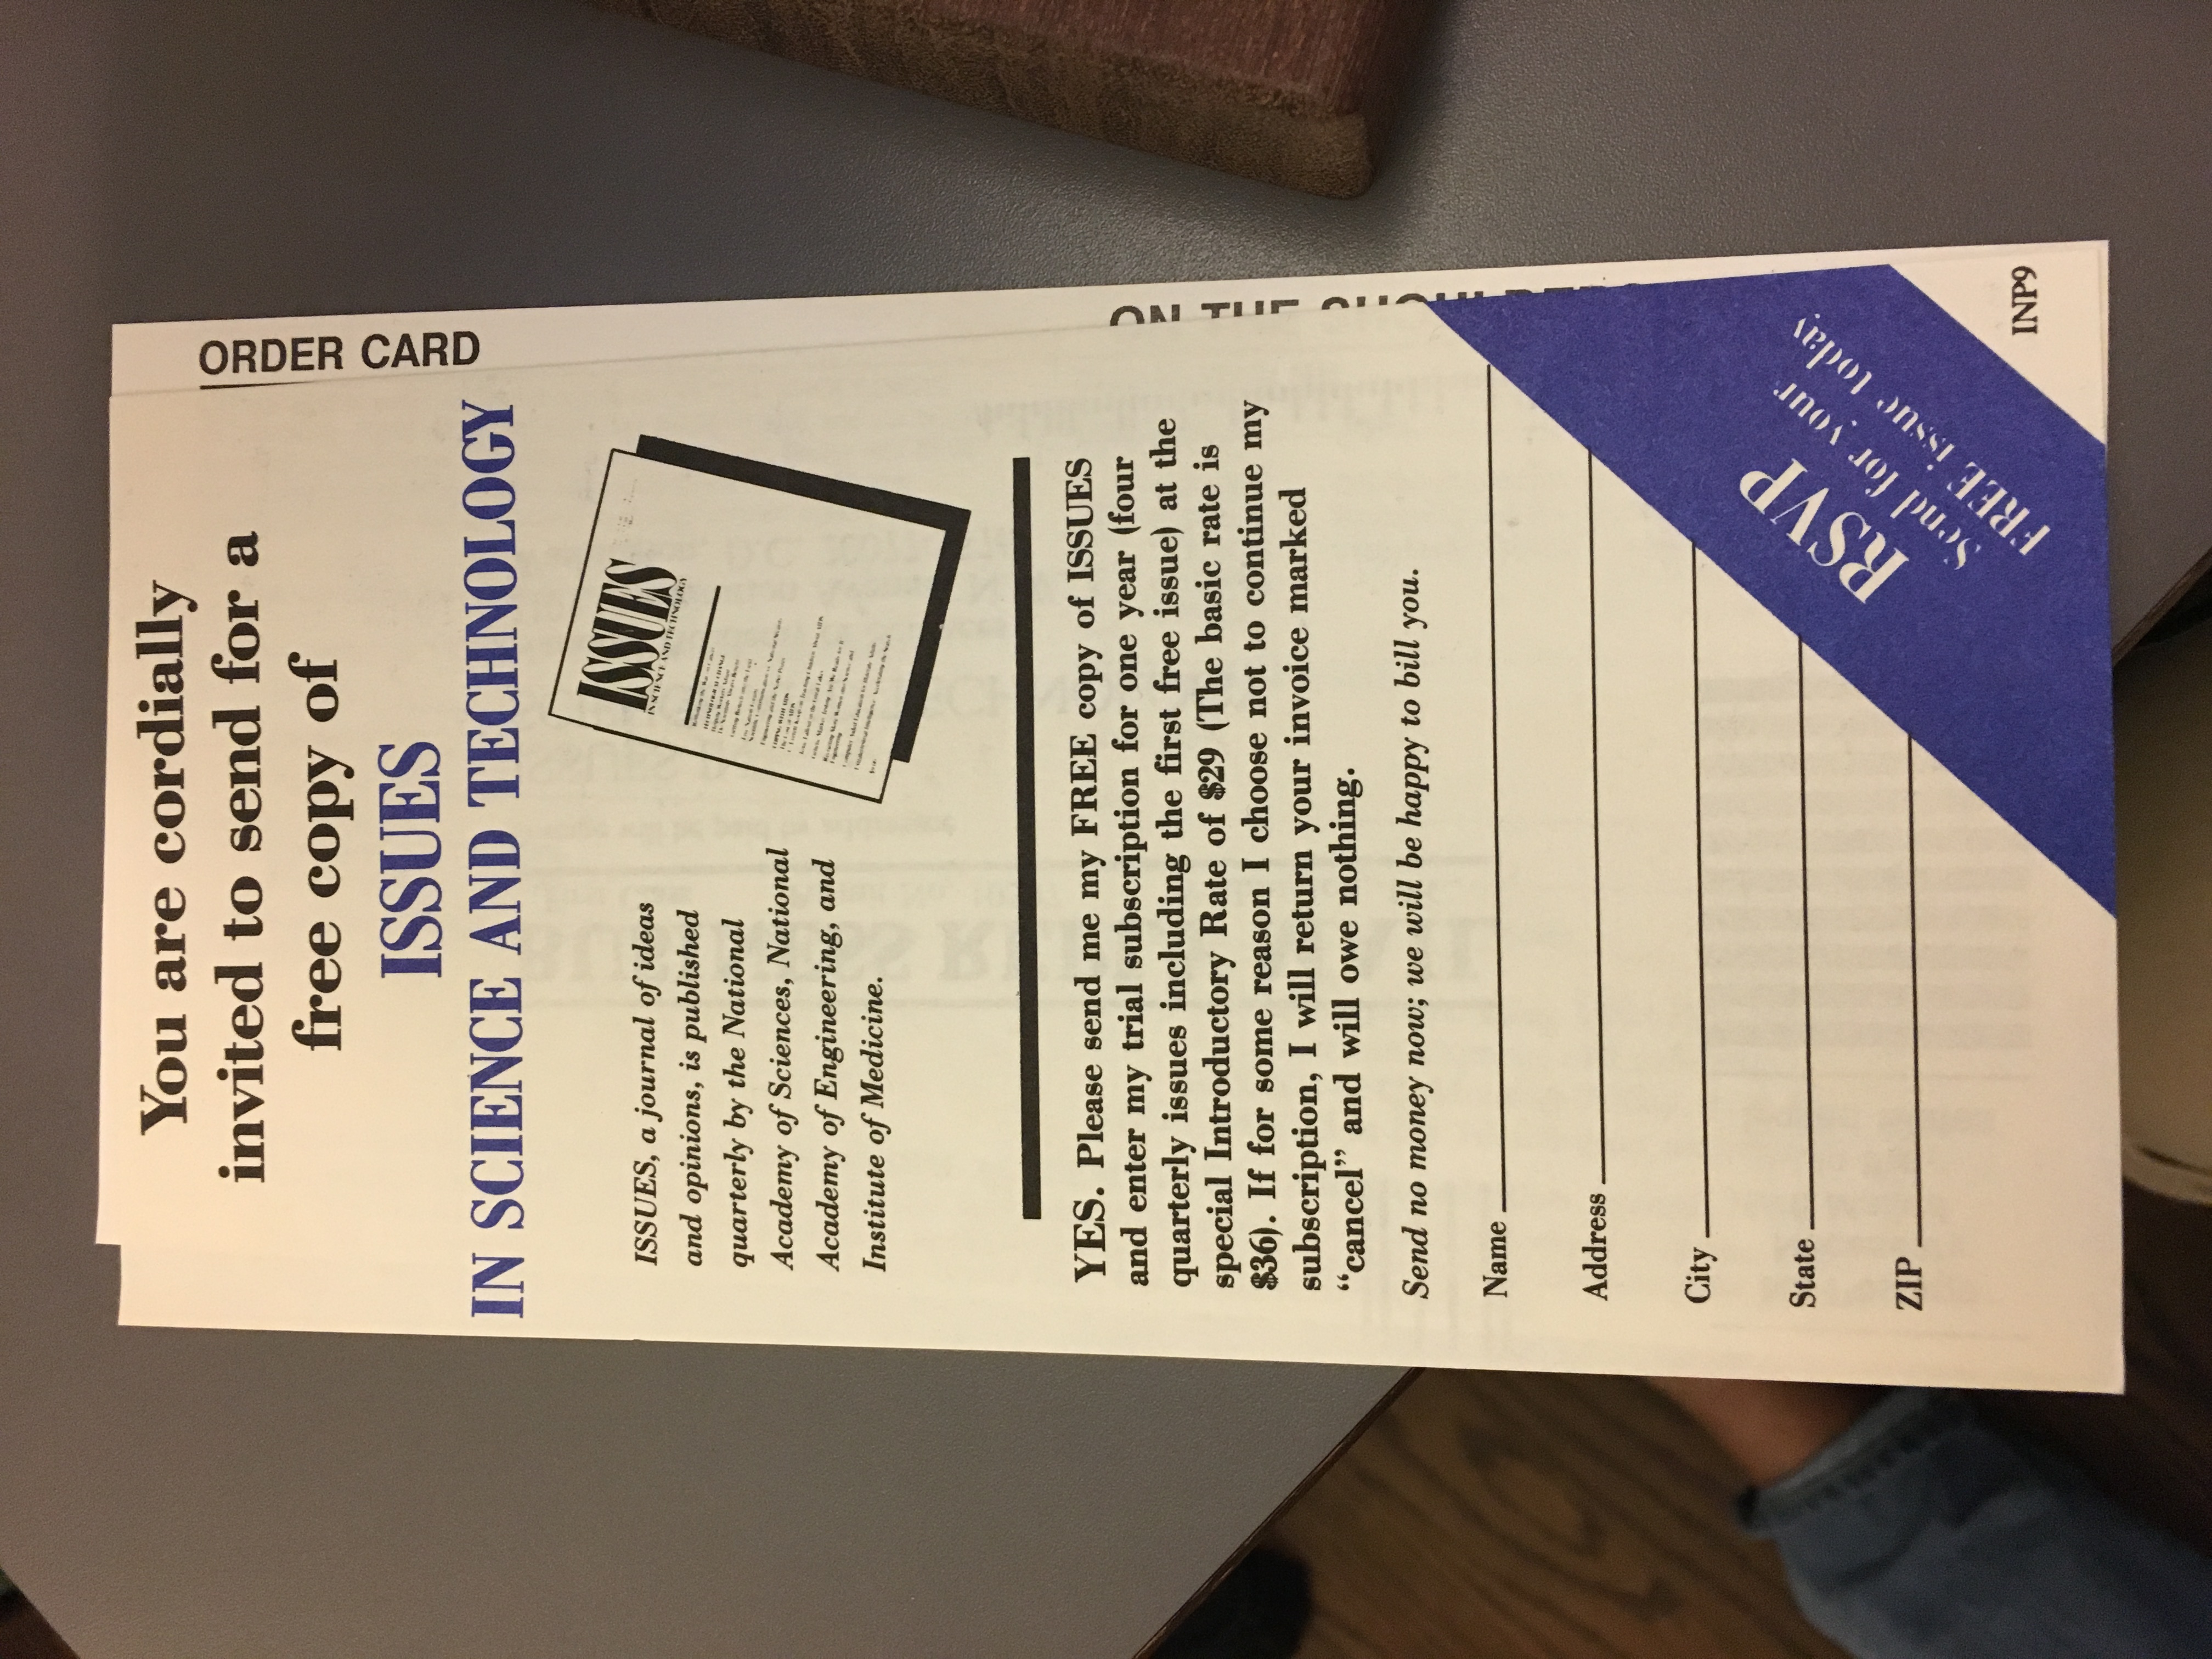 You are cordially
invited to send for a
free copy of
ISSUES
IN SCIENCE AND TECHNOLOGY
ISSUES, a journal of ideas
and opinions, is published
quarterly by the National
Academy of Sciences, National
Academy of Engineering, and
Institute of Medicine.
ISSUES
IN SCIENCE AND TECHNOLOGY
TECHNOLOGICAL CHANGE
YES. Please send me my FREE copy of ISSUES
and enter my trial subscription for one year (four
quarterly issues including the first free issue) at the
special Introductory Rate of $29 (The basic rate is
$36). If for some reason I choose not to continue my
subscription, I will return your invoice marked
“cancel” and will owe nothing.
Send no money now; we will be happy to bill you.
Name
Address
City
State
ZIP
RSVP
Send for your
FREE issue today
INP9
ORDER CARD
ON THE